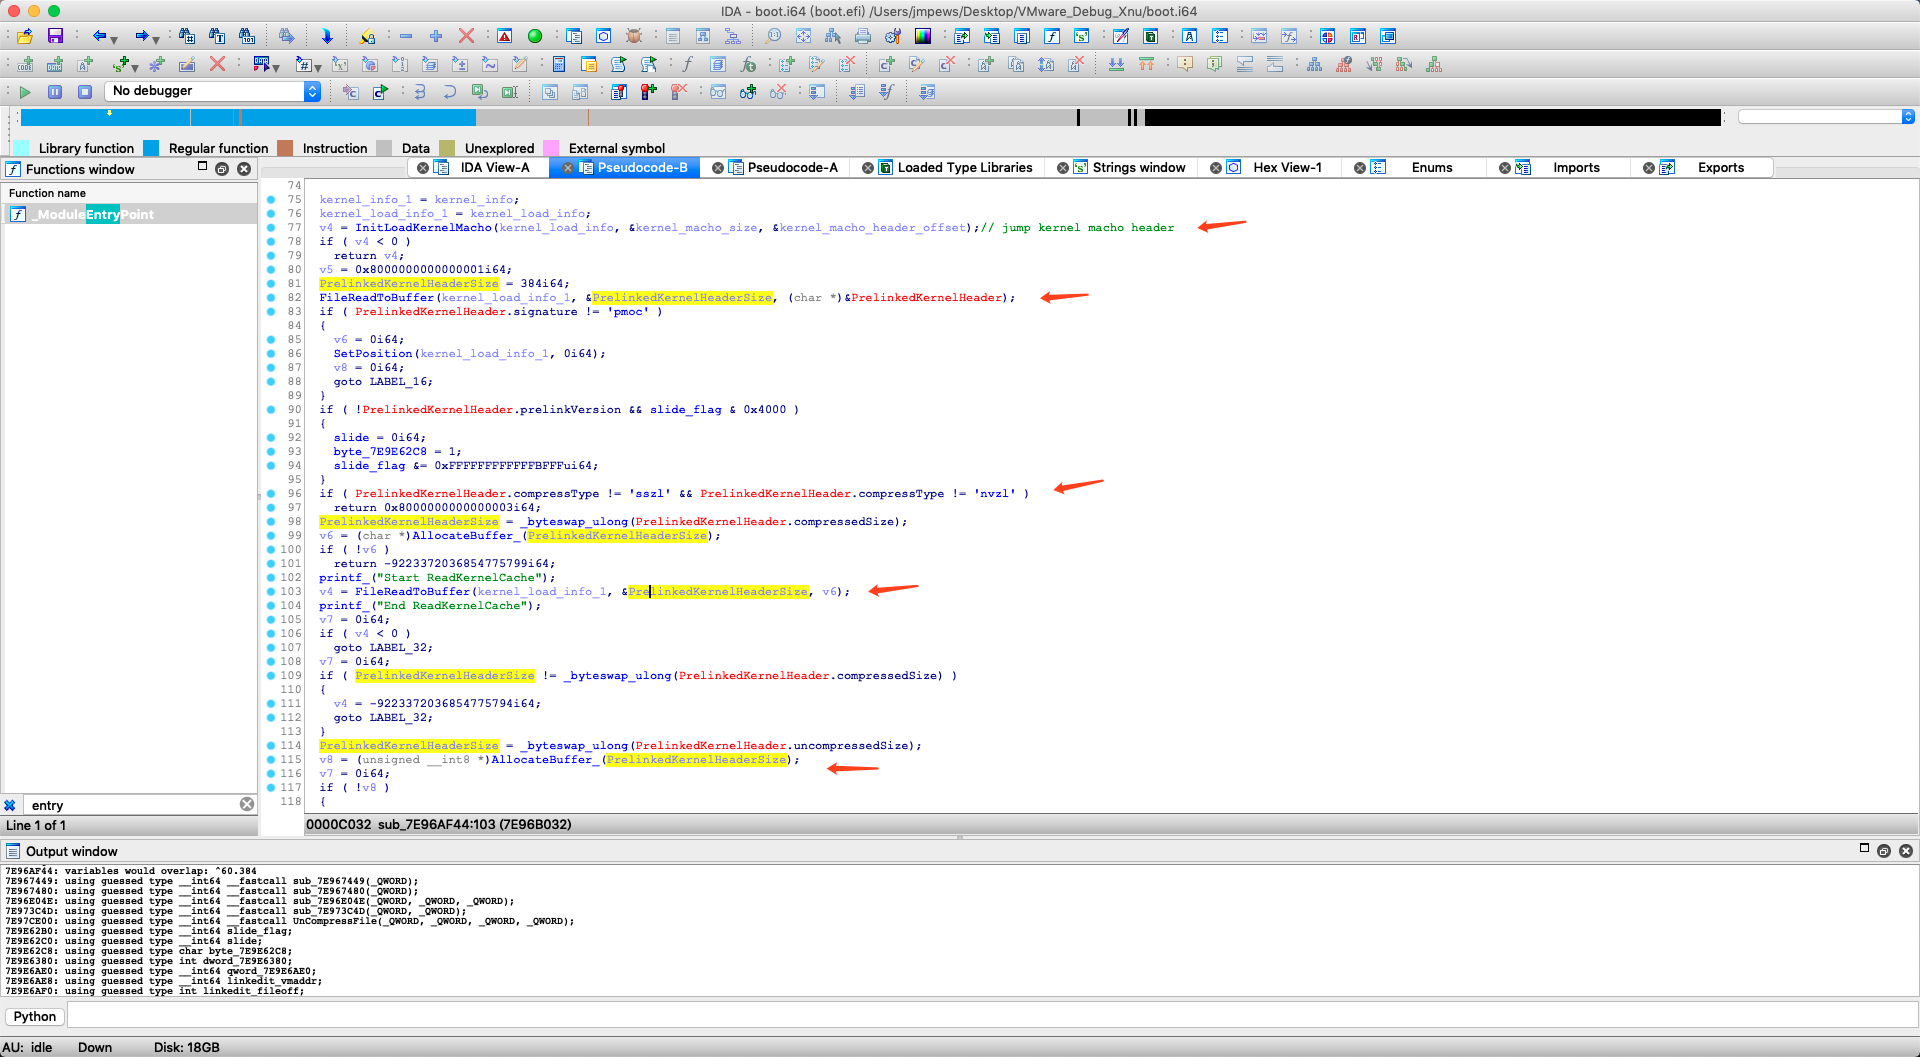 IDA - boot.i64 (boot.efi) /Users/jmpews/Desktop/VMware_Debug_Xnu/boot.i64
No debugger
Library function Regular function Instruction Data Unexplored External symbol
Functions window
IDA View-A Pseudocode-B Pseudocode-A Loaded Type Libraries Strings window Hex View-1 Enums Imports Exports
Function name
_ModuleEntryPoint
74
75 kernel_info_1 = kernel_info;
76 kernel_load_info_1 = kernel_load_info;
77 v4 = InitLoadKernelMacho(kernel_load_info, &kernel_macho_size, &kernel_macho_header_offset);// jump kernel macho header
78 if ( v4 < 0 )
79 return v4;
80 v5 = 0x8000000000000001i64;
81 PrelinkedKernelHeaderSize = 384i64;
82 FileReadToBuffer(kernel_load_info_1, &PrelinkedKernelHeaderSize, (char *)&PrelinkedKernelHeader);
83 if ( PrelinkedKernelHeader.signature != 'pmoc' )
84 {
85 v6 = 0i64;
86 SetPosition(kernel_load_info_1, 0i64);
87 v8 = 0i64;
88 goto LABEL_16;
89 }
90 if ( !PrelinkedKernelHeader.prelinkVersion && slide_flag & 0x4000 )
91 {
92 slide = 0i64;
93 byte_7E9E62C8 = 1;
94 slide_flag &= 0xFFFFFFFFFFFFBFFFui64;
95 }
96 if ( PrelinkedKernelHeader.compressType != 'sszl' && PrelinkedKernelHeader.compressType != 'nvzl' )
97 return 0x8000000000000003i64;
98 PrelinkedKernelHeaderSize = _byteswap_ulong(PrelinkedKernelHeader.compressedSize);
99 v6 = (char *)AllocateBuffer_(PrelinkedKernelHeaderSize);
100 if ( !v6 )
101 return -9223372036854775799i64;
102 printf_("Start ReadKernelCache");
103 v4 = FileReadToBuffer(kernel_load_info_1, &PrelinkedKernelHeaderSize, v6);
104 printf_("End ReadKernelCache");
105 v7 = 0i64;
106 if ( v4 < 0 )
107 goto LABEL_32;
108 v7 = 0i64;
109 if ( PrelinkedKernelHeaderSize != _byteswap_ulong(PrelinkedKernelHeader.compressedSize) )
110 {
111 v4 = -9223372036854775794i64;
112 goto LABEL_32;
113 }
114 PrelinkedKernelHeaderSize = _byteswap_ulong(PrelinkedKernelHeader.uncompressedSize);
115 v8 = (unsigned __int8 *)AllocateBuffer_(PrelinkedKernelHeaderSize);
116 v7 = 0i64;
117 if ( !v8 )
118 {
entry
Line 1 of 1
0000C032 sub_7E96AF44:103 (7E96B032)
Output window
7E96AF44: variables would overlap: ^60.384
7E967449: using guessed type __int64 __fastcall sub_7E967449(_QWORD);
7E967480: using guessed type __int64 __fastcall sub_7E967480(_QWORD);
7E96E04E: using guessed type __int64 __fastcall sub_7E96E04E(_QWORD, _QWORD, _QWORD);
7E973C4D: using guessed type __int64 __fastcall sub_7E973C4D(_QWORD, _QWORD);
7E97CE00: using guessed type __int64 __fastcall UnCompressFile(_QWORD, _QWORD, _QWORD, _QWORD);
7E9E62B0: using guessed type __int64 slide_flag;
7E9E62C0: using guessed type __int64 slide;
7E9E62C8: using guessed type char byte_7E9E62C8;
7E9E6380: using guessed type int dword_7E9E6380;
7E9E6AE0: using guessed type __int64 qword_7E9E6AE0;
7E9E6AE8: using guessed type __int64 linkedit_vmaddr;
7E9E6AF0: using guessed type int linkedit_fileoff;
Python
AU: idle Down Disk: 18GB